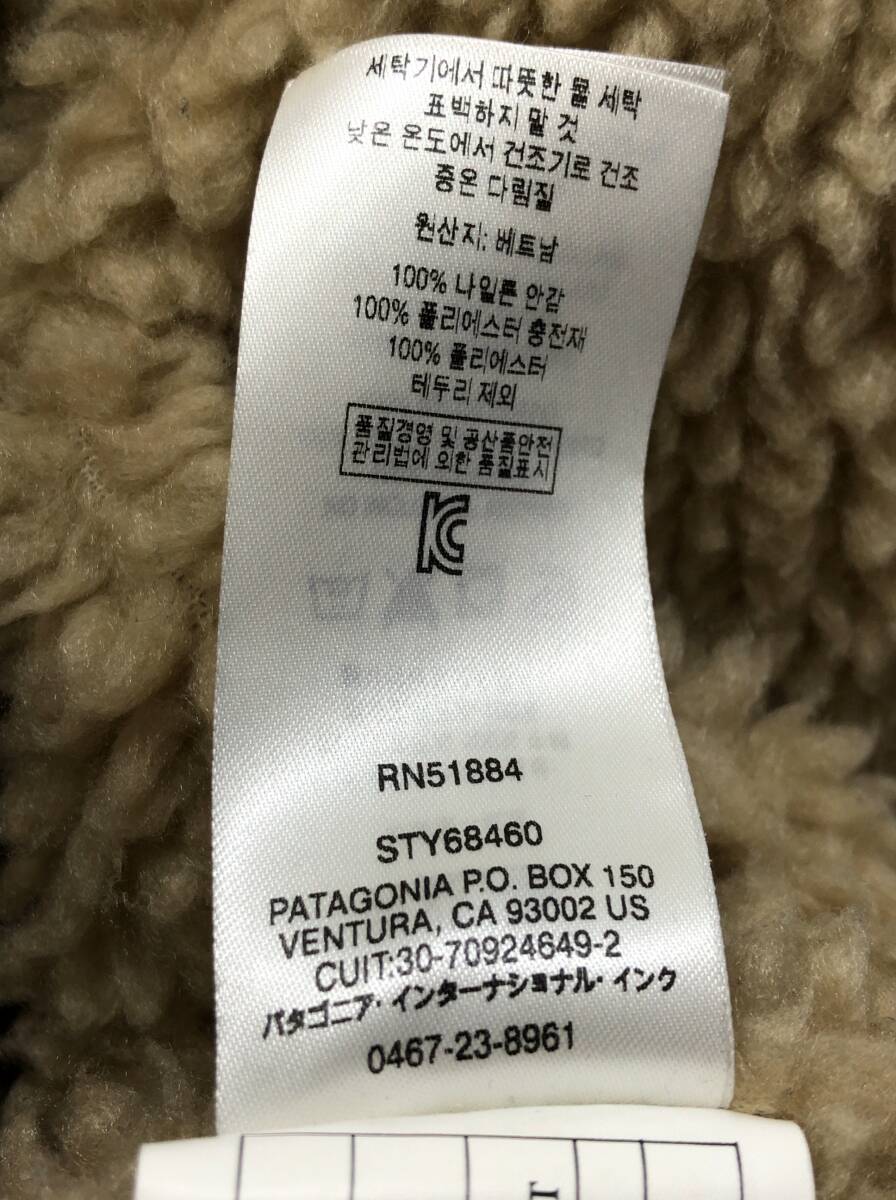 세탁기에서 따뜻한 물 세탁
표백하지 말 것
낮은 온도에서 건조기로 건조
중온 다림질
원산지: 베트남
100% 나일론 안감
100% 폴리에스터 충전재
100% 폴리에스터
테두리 제외
품질경영 및 공산품안전
관리법에 의한 품질표시
RN51884
STY68460
PATAGONIA P.O. BOX 150
VENTURA, CA 93002 US
CUIT:30-70924649-2
パタゴニア・インターナショナル・インク
0467-23-8961